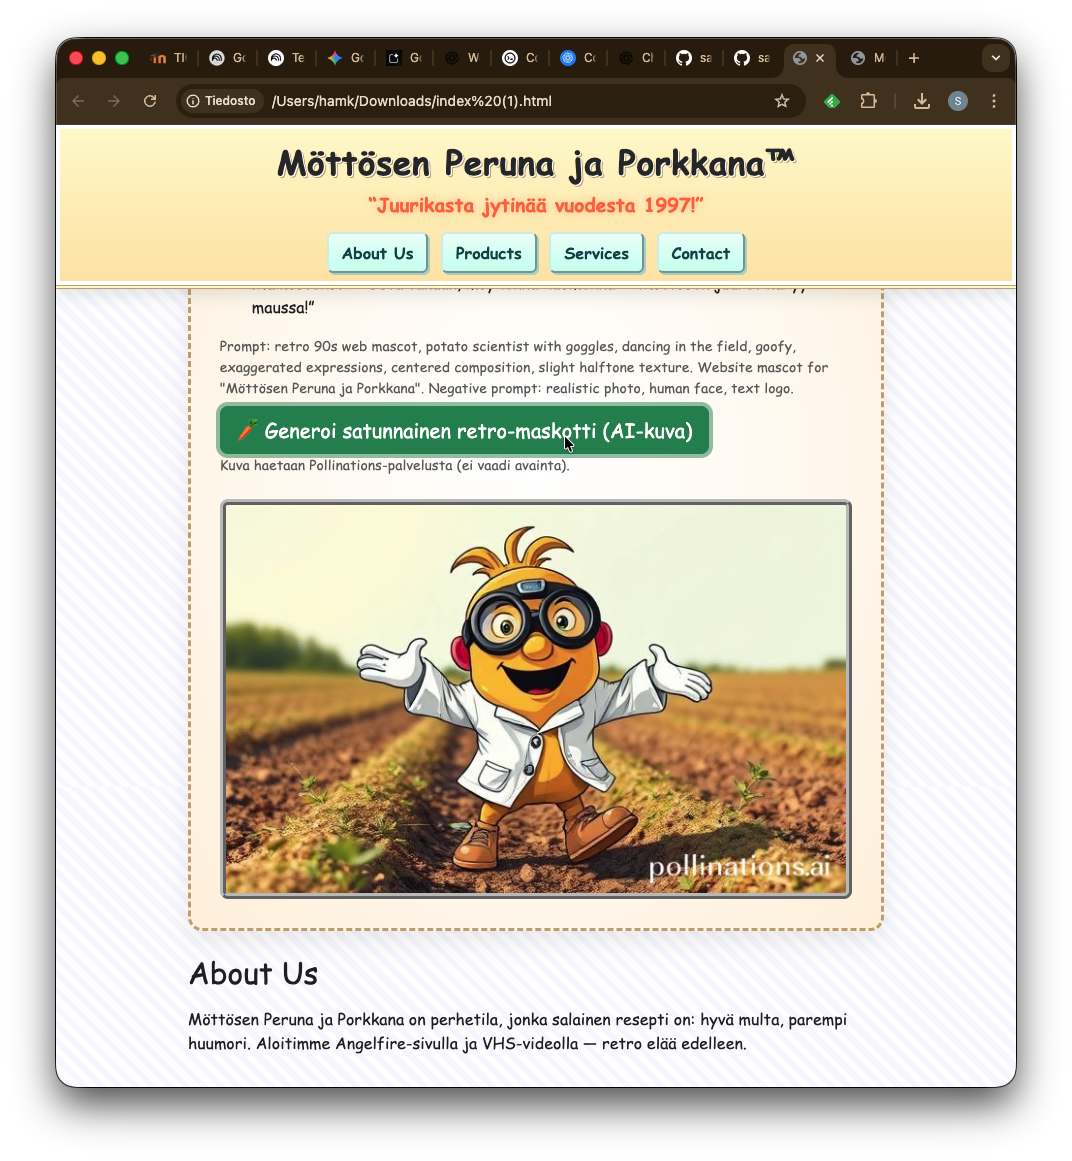 TI
Gc
Te
Gc
Gc
W
Cc
Cc
Cl
sa
sa
M
Tiedosto
/Users/hamk/Downloads/index%20(1).html
S
Möttösen Peruna ja Porkkana™
“Juurikasta jytinää vuodesta 1997!”
About Us
Products
Services
Contact
maussa!”
Prompt: retro 90s web mascot, potato scientist with goggles, dancing in the field, goofy,
exaggerated expressions, centered composition, slight halftone texture. Website mascot for
"Möttösen Peruna ja Porkkana". Negative prompt: realistic photo, human face, text logo.
Generoi satunnainen retro-maskotti (AI-kuva)
Kuva haetaan Pollinations-palvelusta (ei vaadi avainta).
pollinations.ai
About Us
Möttösen Peruna ja Porkkana on perhetila, jonka salainen resepti on: hyvä multa, parempi
huumori. Aloitimme Angelfire-sivulla ja VHS-videolla — retro elää edelleen.